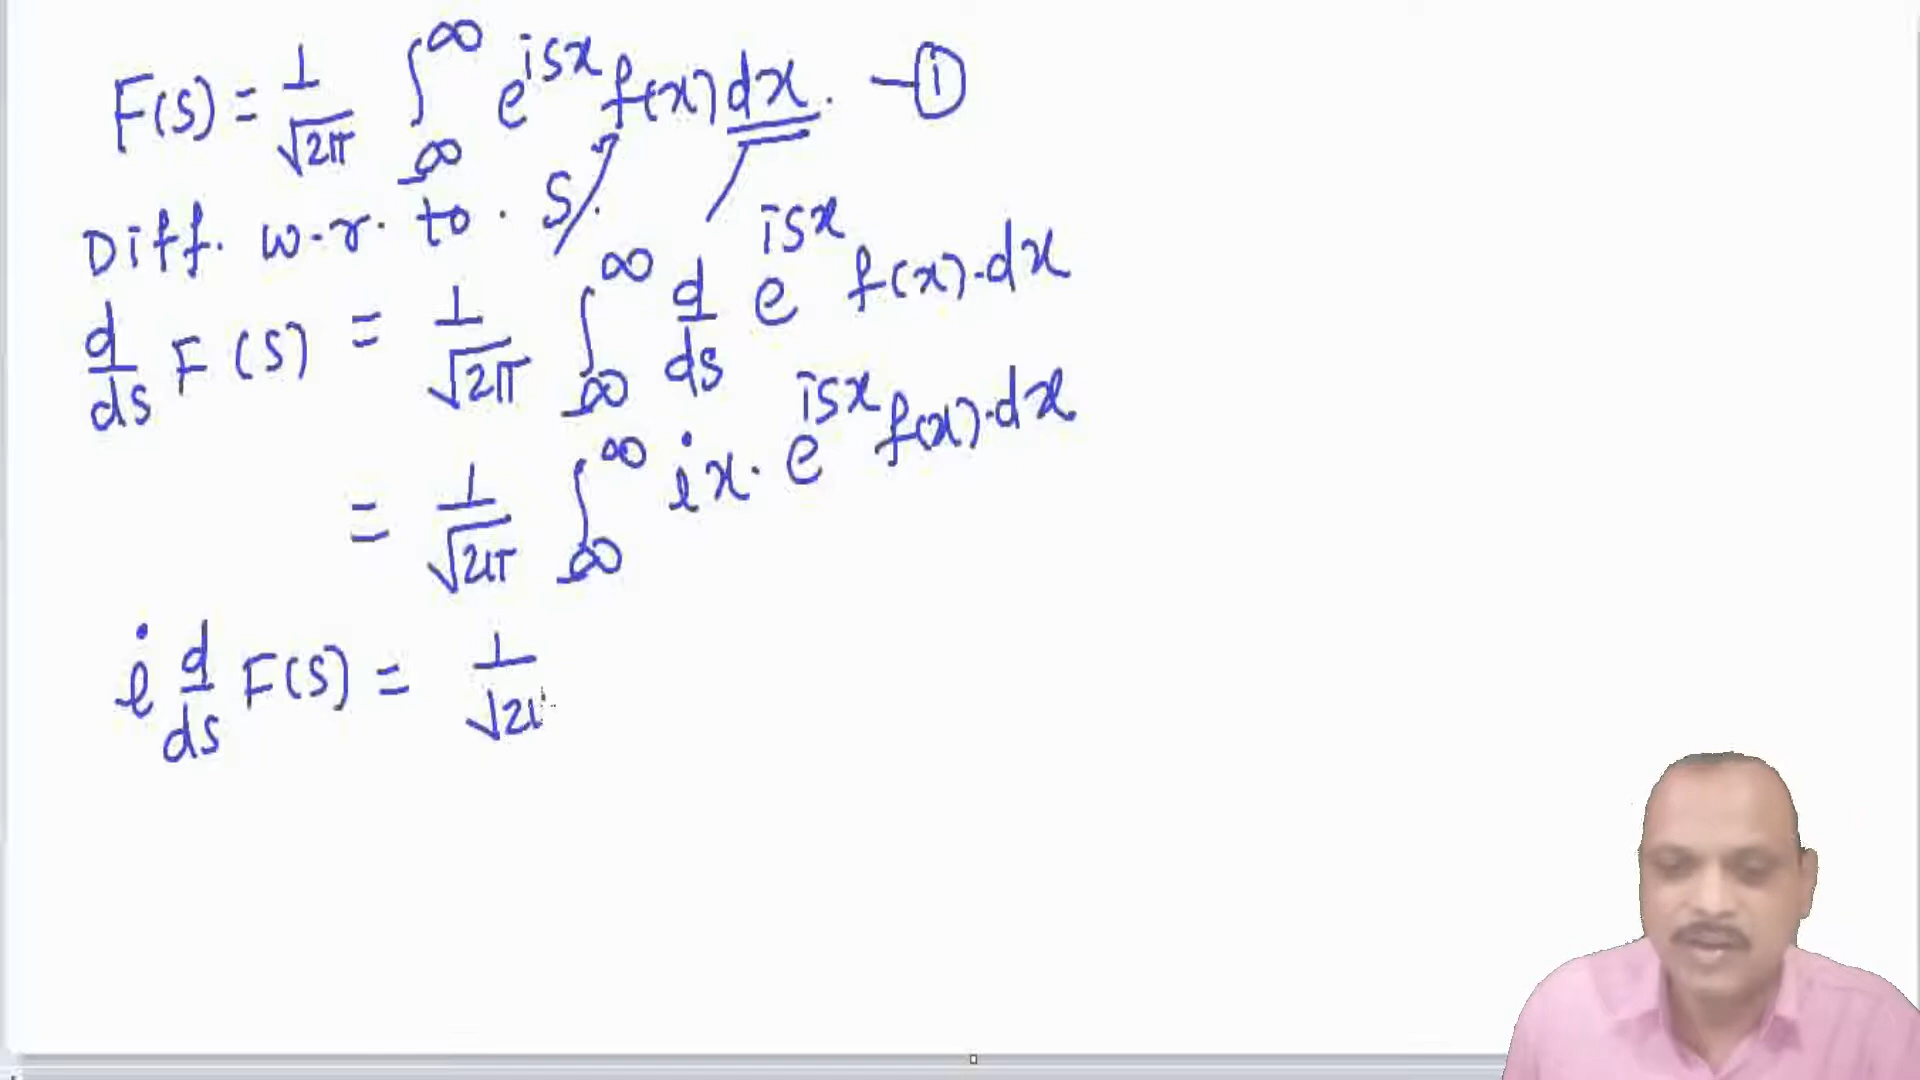 F(s) = 1/√2π ∫_{-∞}^{∞} e^{isx} f(x) dx. — ①
Diff. w.r. to. s.
d/ds F(s) = 1/√2π ∫_{-∞}^{∞} d/ds e^{isx} f(x).dx
= 1/√2π ∫_{-∞}^{∞} ix. e^{isx} f(x).dx
i d/ds F(s) = 1/√2